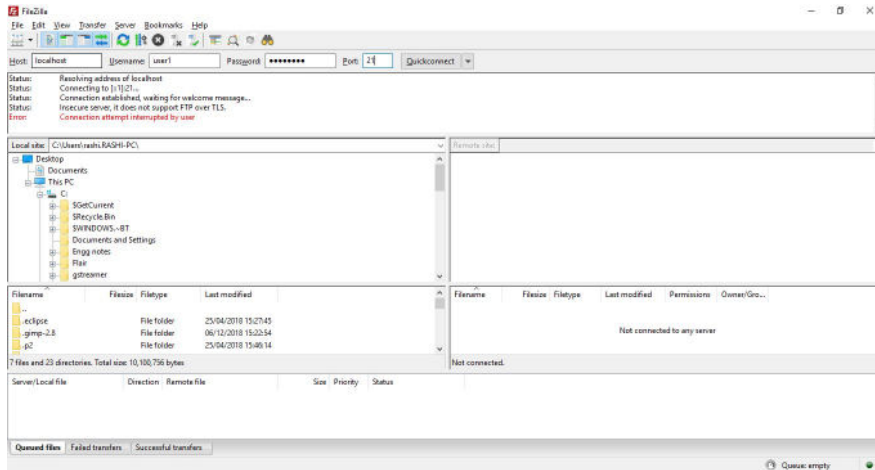 FileZilla
File Edit View Transfer Server Bookmarks Help
Host: localhost Username: user1 Password: ●●●●●●●● Port: 21 Quickconnect
Status: Resolving address of localhost
Status: Connecting to [::1]:21...
Status: Connection established, waiting for welcome message...
Status: Insecure server, it does not support FTP over TLS.
Error: Connection attempt interrupted by user
Local site: C:\Users\rashi.RASHI-PC\ Remote site:
Desktop
Documents
This PC
C:
$GetCurrent
$Recycle.Bin
$WINDOWS.~BT
Documents and Settings
Engg notes
Flair
gstreamer
Filename Filesize Filetype Last modified Filename Filesize Filetype Last modified Permissions Owner/Gro...
..
.eclipse File folder 25/04/2018 15:27:45
.gimp-2.8 File folder 06/12/2018 15:22:54
.p2 File folder 25/04/2018 15:46:14
Not connected to any server
7 files and 23 directories. Total size: 10,100,756 bytes Not connected.
Server/Local file Direction Remote file Size Priority Status
Queued files Failed transfers Successful transfers
Queue: empty